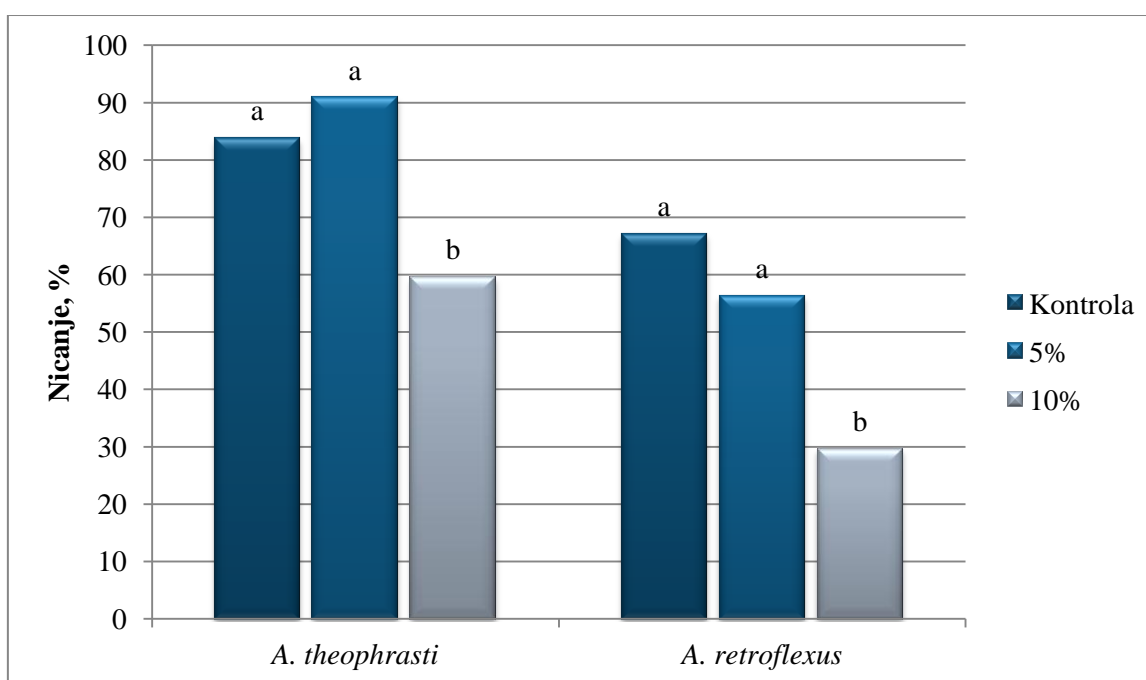 Nicanje, %
100
90
80
70
60
50
40
30
20
10
0
a
a
b
a
a
b
A. theophrasti
A. retroflexus
Kontrola
5%
10%